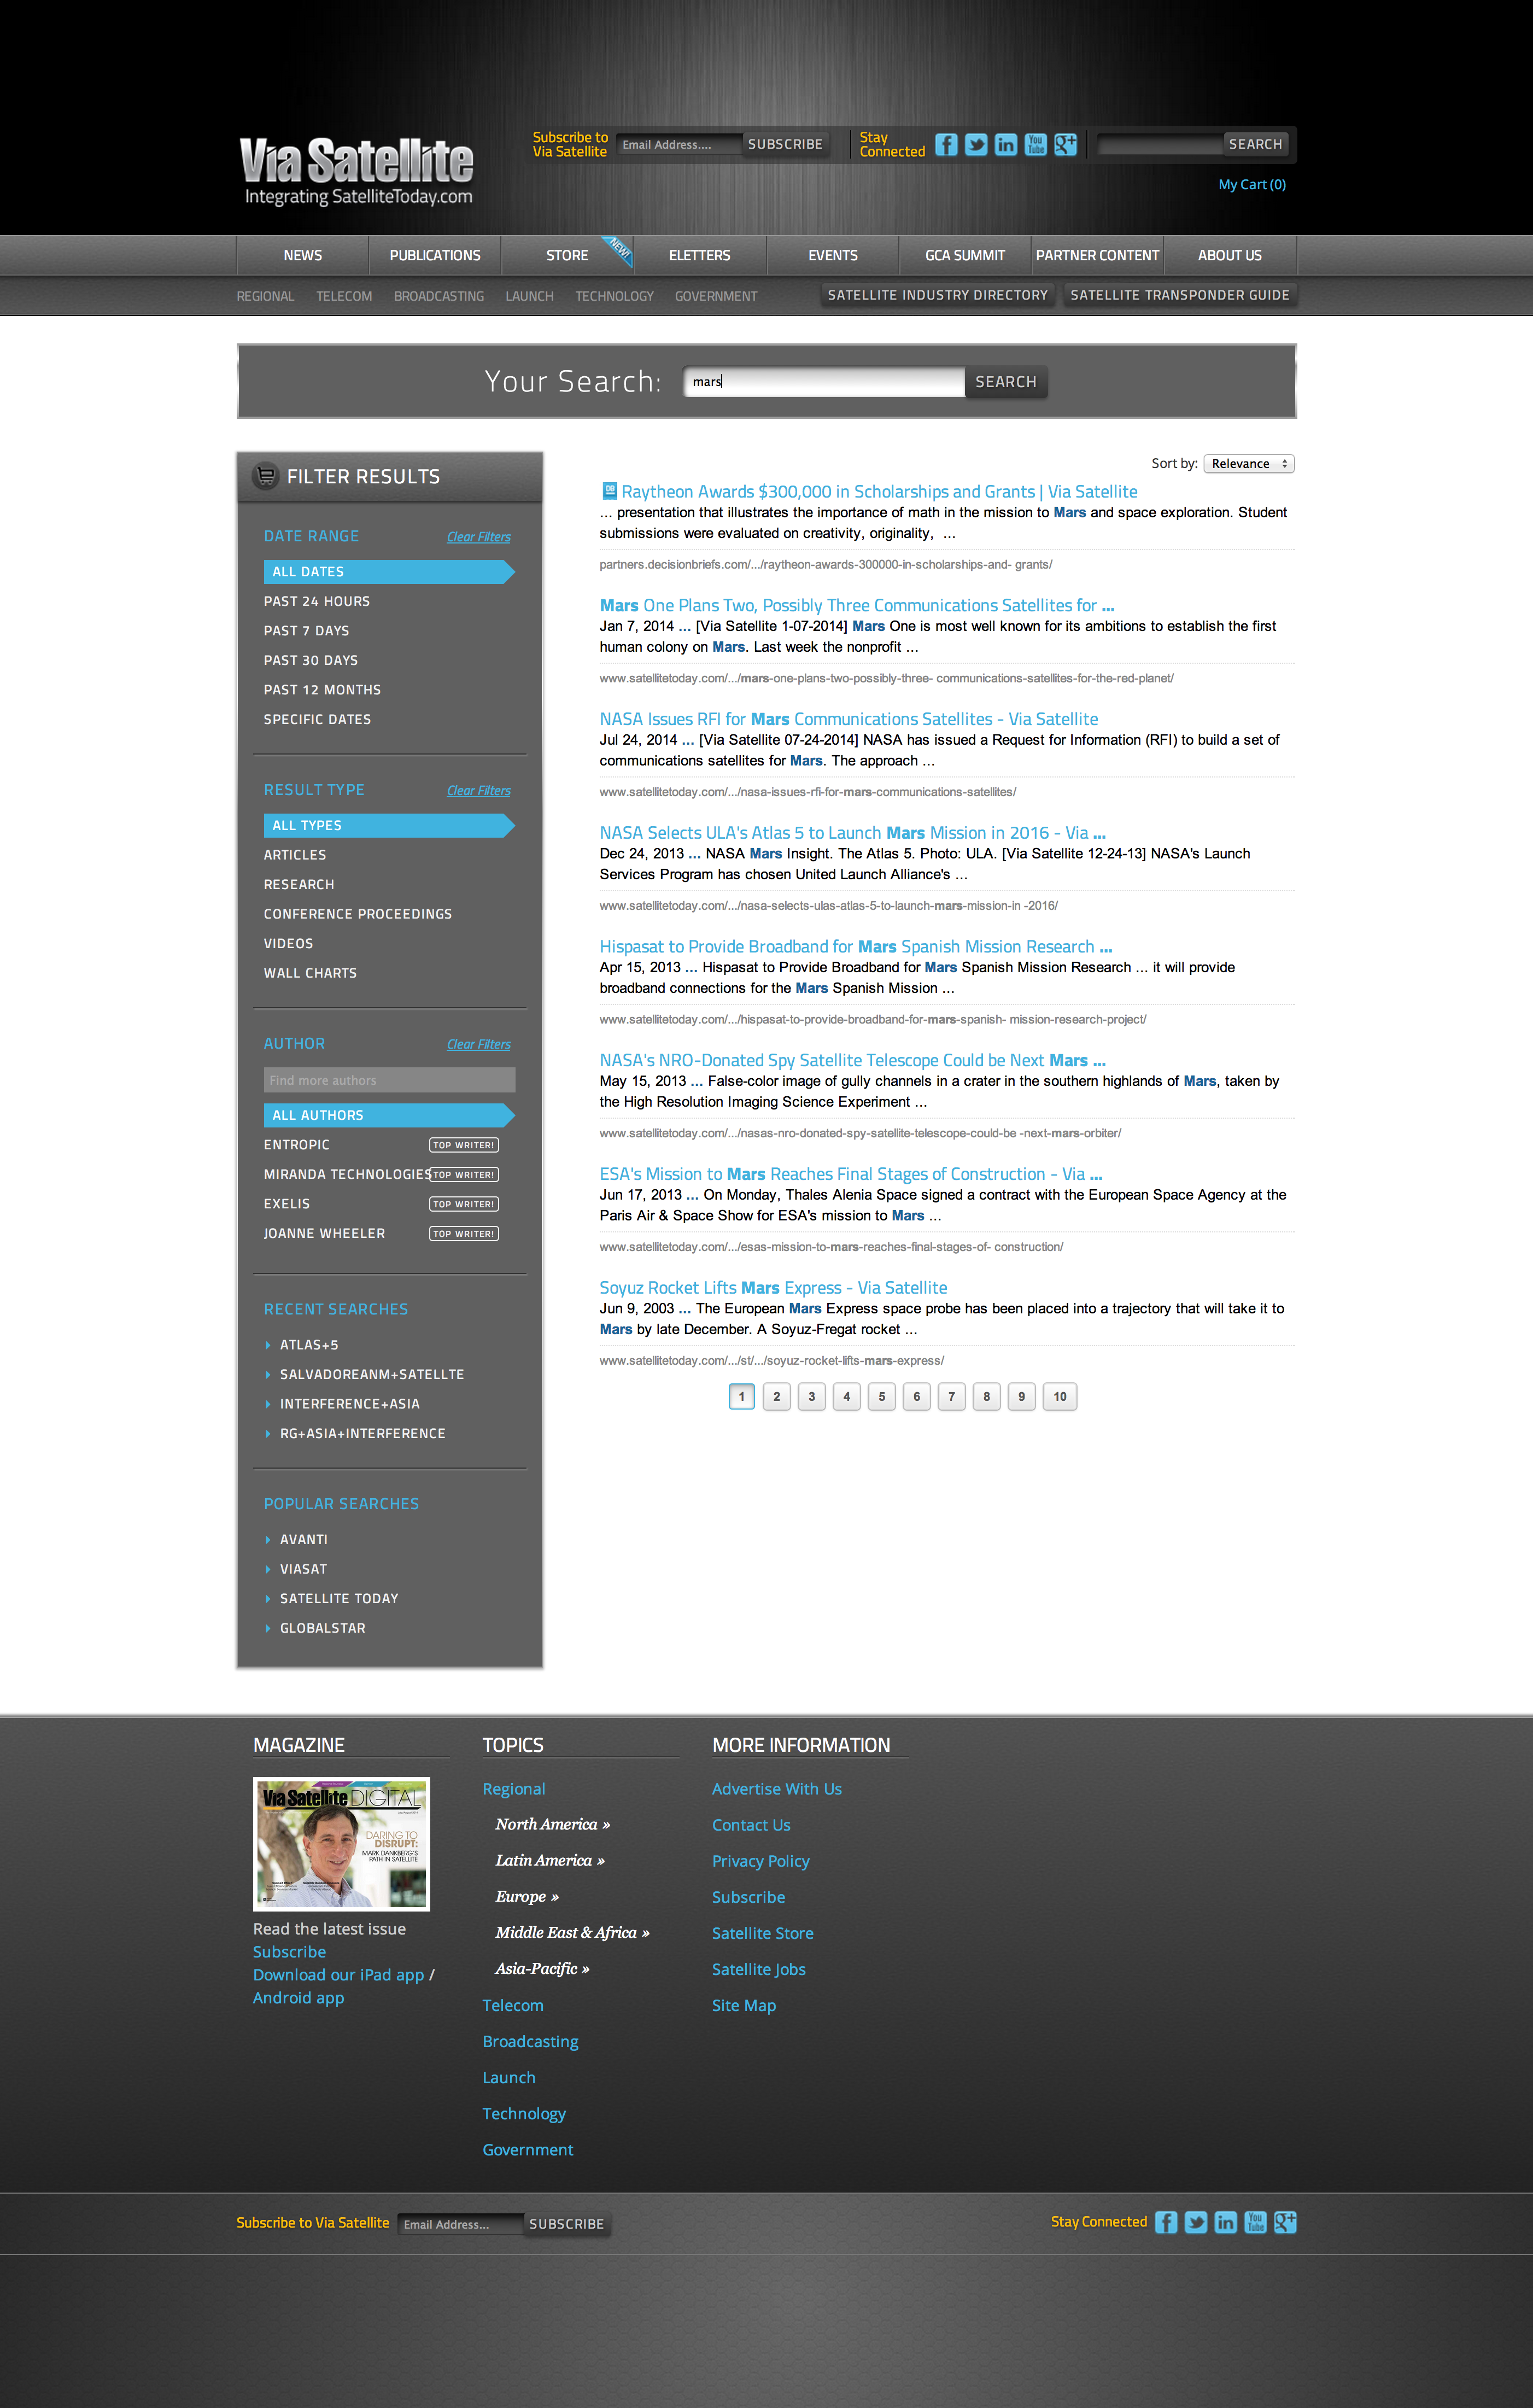 Via Satellite
Integrating SatelliteToday.com
Subscribe to
Via Satellite
Email Address....
SUBSCRIBE
Stay
Connected
You
Tube
SEARCH
My Cart (0)
NEWS
PUBLICATIONS
STORE
NEW!
ELETTERS
EVENTS
GCA SUMMIT
PARTNER CONTENT
ABOUT US
REGIONAL
TELECOM
BROADCASTING
LAUNCH
TECHNOLOGY
GOVERNMENT
SATELLITE INDUSTRY DIRECTORY
SATELLITE TRANSPONDER GUIDE
Your Search:
mars
SEARCH
FILTER RESULTS
DATE RANGE
Clear Filters
ALL DATES
PAST 24 HOURS
PAST 7 DAYS
PAST 30 DAYS
PAST 12 MONTHS
SPECIFIC DATES
RESULT TYPE
Clear Filters
ALL TYPES
ARTICLES
RESEARCH
CONFERENCE PROCEEDINGS
VIDEOS
WALL CHARTS
AUTHOR
Clear Filters
Find more authors
ALL AUTHORS
ENTROPIC TOP WRITER!
MIRANDA TECHNOLOGIES TOP WRITER!
EXELIS TOP WRITER!
JOANNE WHEELER TOP WRITER!
RECENT SEARCHES
ATLAS+5
SALVADOREANM+SATELLTE
INTERFERENCE+ASIA
RG+ASIA+INTERFERENCE
POPULAR SEARCHES
AVANTI
VIASAT
SATELLITE TODAY
GLOBALSTAR
Sort by: Relevance
DB Raytheon Awards $300,000 in Scholarships and Grants | Via Satellite
... presentation that illustrates the importance of math in the mission to Mars and space exploration. Student
submissions were evaluated on creativity, originality, ...
partners.decisionbriefs.com/.../raytheon-awards-300000-in-scholarships-and- grants/
Mars One Plans Two, Possibly Three Communications Satellites for ...
Jan 7, 2014 ... [Via Satellite 1-07-2014] Mars One is most well known for its ambitions to establish the first
human colony on Mars. Last week the nonprofit ...
www.satellitetoday.com/.../mars-one-plans-two-possibly-three- communications-satellites-for-the-red-planet/
NASA Issues RFI for Mars Communications Satellites - Via Satellite
Jul 24, 2014 ... [Via Satellite 07-24-2014] NASA has issued a Request for Information (RFI) to build a set of
communications satellites for Mars. The approach ...
www.satellitetoday.com/.../nasa-issues-rfi-for-mars-communications-satellites/
NASA Selects ULA's Atlas 5 to Launch Mars Mission in 2016 - Via ...
Dec 24, 2013 ... NASA Mars Insight. The Atlas 5. Photo: ULA. [Via Satellite 12-24-13] NASA's Launch
Services Program has chosen United Launch Alliance's ...
www.satellitetoday.com/.../nasa-selects-ulas-atlas-5-to-launch-mars-mission-in -2016/
Hispasat to Provide Broadband for Mars Spanish Mission Research ...
Apr 15, 2013 ... Hispasat to Provide Broadband for Mars Spanish Mission Research ... it will provide
broadband connections for the Mars Spanish Mission ...
www.satellitetoday.com/.../hispasat-to-provide-broadband-for-mars-spanish- mission-research-project/
NASA's NRO-Donated Spy Satellite Telescope Could be Next Mars ...
May 15, 2013 ... False-color image of gully channels in a crater in the southern highlands of Mars, taken by
the High Resolution Imaging Science Experiment ...
www.satellitetoday.com/.../nasas-nro-donated-spy-satellite-telescope-could-be -next-mars-orbiter/
ESA's Mission to Mars Reaches Final Stages of Construction - Via ...
Jun 17, 2013 ... On Monday, Thales Alenia Space signed a contract with the European Space Agency at the
Paris Air & Space Show for ESA's mission to Mars ...
www.satellitetoday.com/.../esas-mission-to-mars-reaches-final-stages-of- construction/
Soyuz Rocket Lifts Mars Express - Via Satellite
Jun 9, 2003 ... The European Mars Express space probe has been placed into a trajectory that will take it to
Mars by late December. A Soyuz-Fregat rocket ...
www.satellitetoday.com/.../st/.../soyuz-rocket-lifts-mars-express/
1 2 3 4 5 6 7 8 9 10
MAGAZINE
Via Satellite DIGITAL
DARING TO
DISRUPT:
MARK DANKBERG'S
PATH IN SATELLITE
Read the latest issue
Subscribe
Download our iPad app /
Android app
TOPICS
Regional
North America »
Latin America »
Europe »
Middle East & Africa »
Asia-Pacific »
Telecom
Broadcasting
Launch
Technology
Government
MORE INFORMATION
Advertise With Us
Contact Us
Privacy Policy
Subscribe
Satellite Store
Satellite Jobs
Site Map
Subscribe to Via Satellite
Email Address...
SUBSCRIBE
Stay Connected
You
Tube